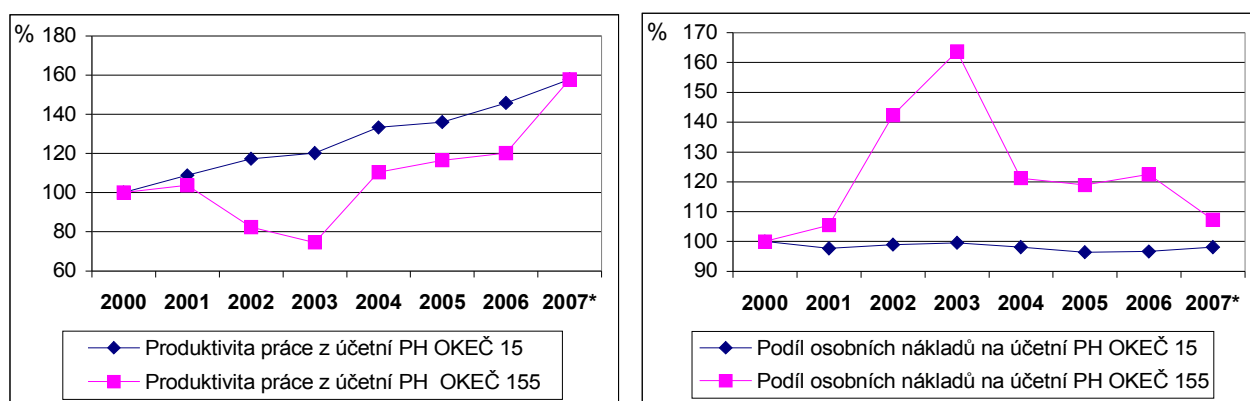 % 180
160
140
120
100
80
60
2000 2001 2002 2003 2004 2005 2006 2007*
Produktivita práce z účetní PH OKEČ 15
Produktivita práce z účetní PH OKEČ 155
% 170
160
150
140
130
120
110
100
90
2000 2001 2002 2003 2004 2005 2006 2007*
Podíl osobních nákladů na účetní PH OKEČ 15
Podíl osobních nákladů na účetní PH OKEČ 155